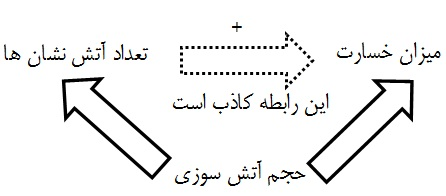 +
میزان خسارت
تعداد آتش نشان ها
این رابطه کاذب است
حجم آتش سوزی